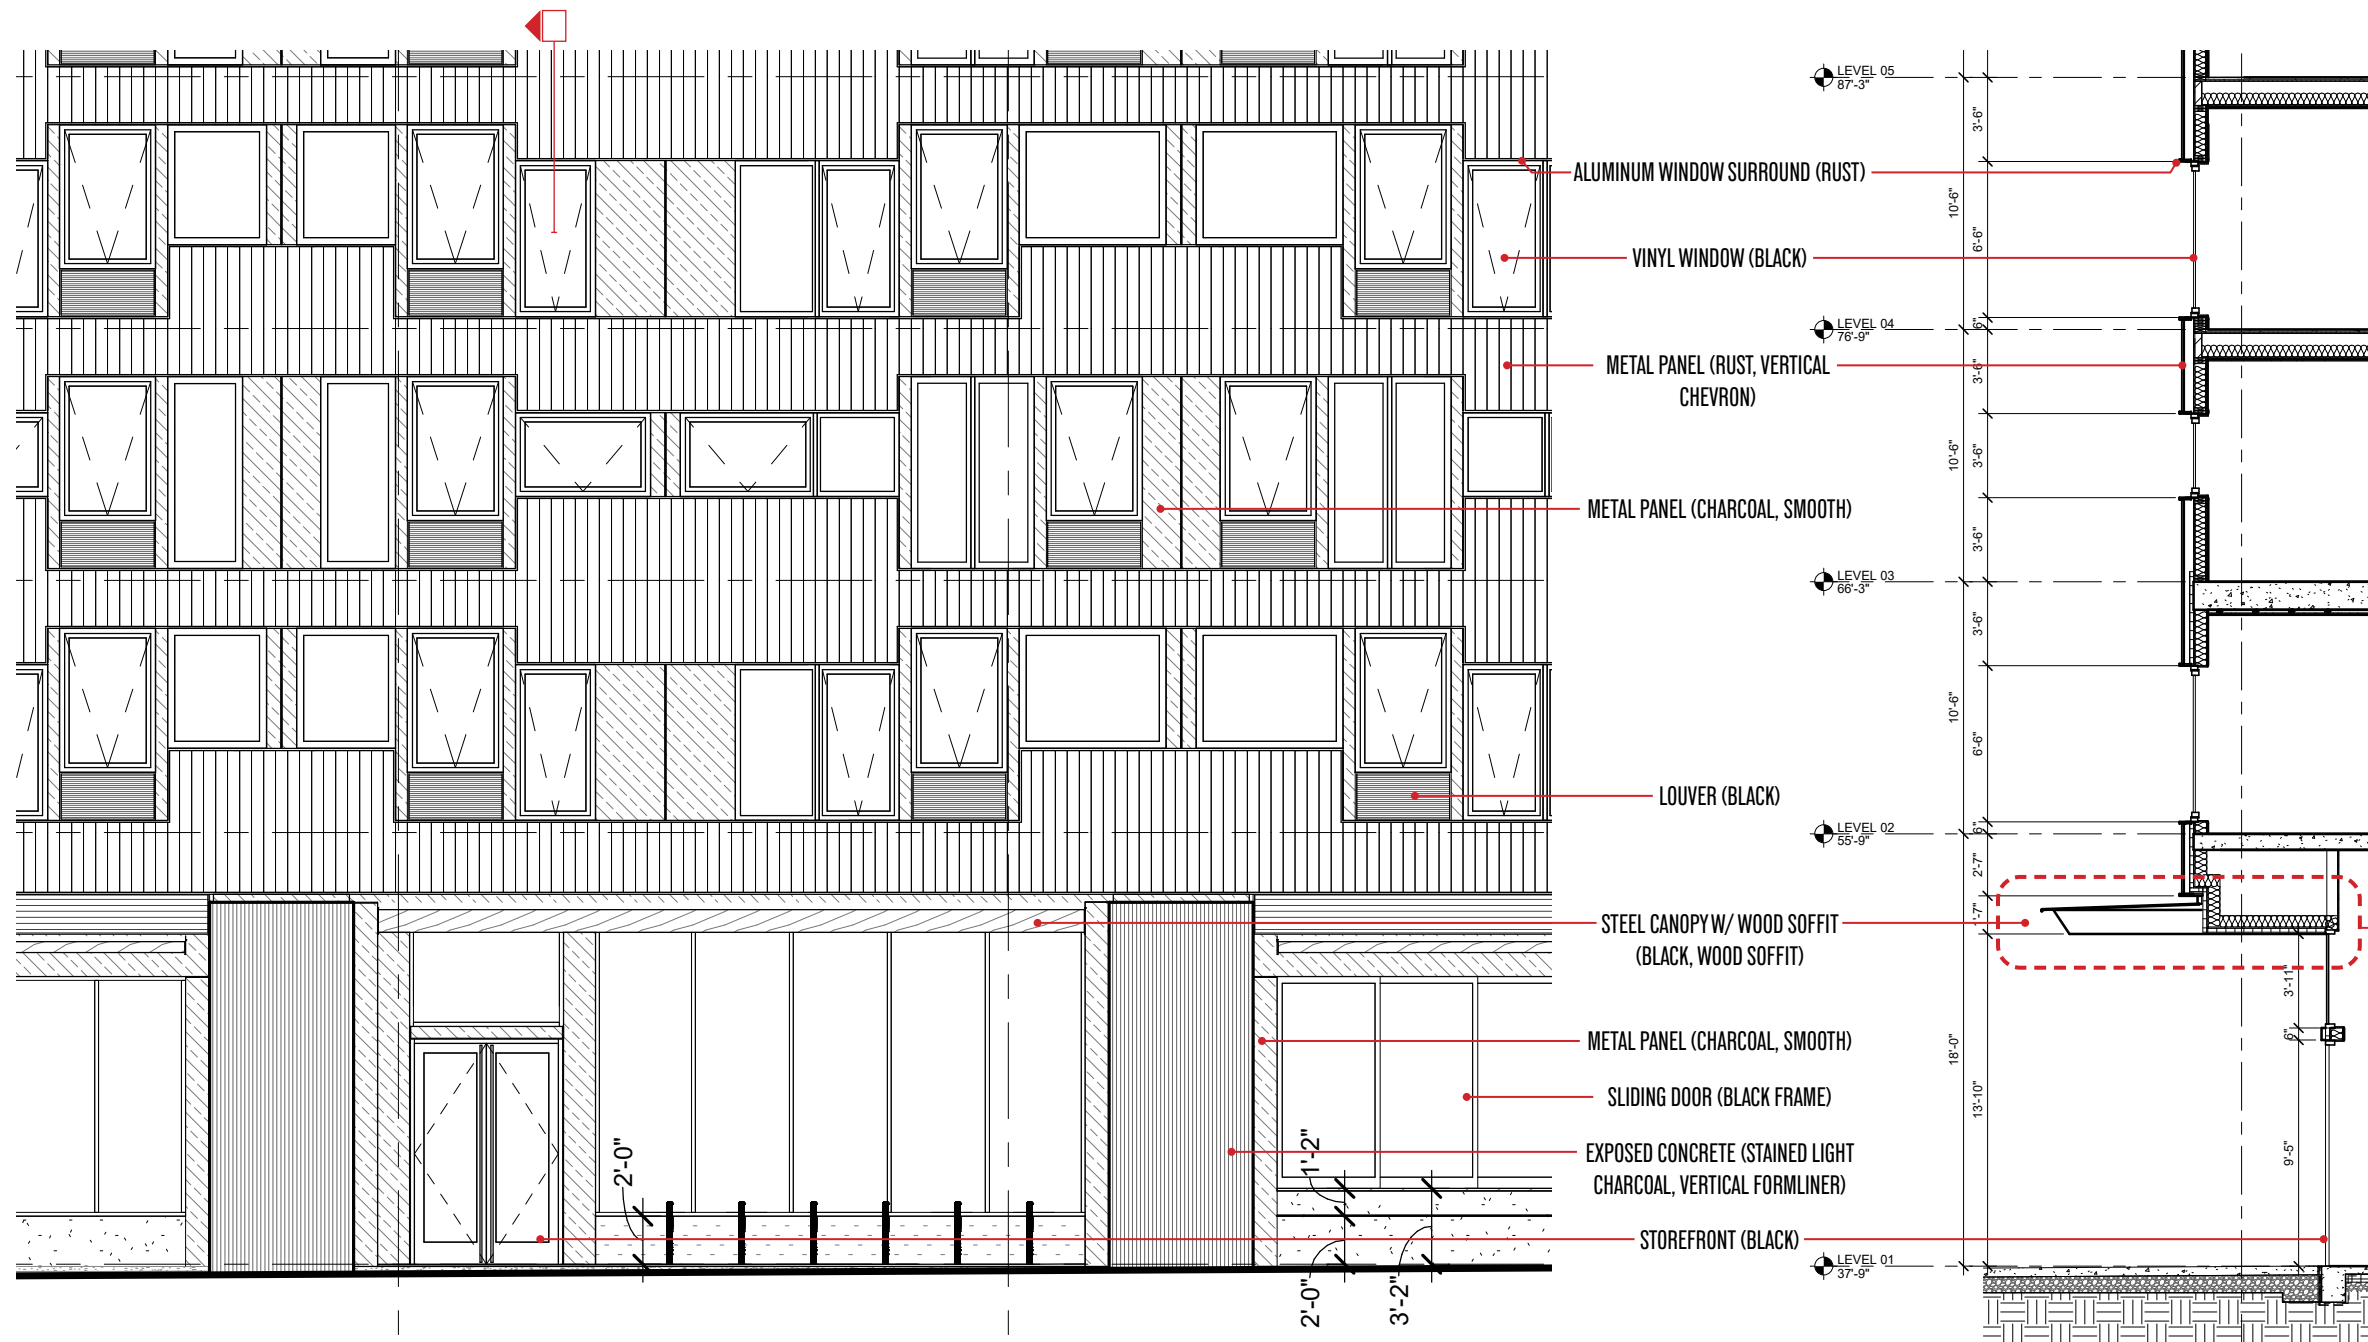 LEVEL 05
87'-3"
3'-6"
ALUMINUM WINDOW SURROUND (RUST)
10'-6"
6'-6"
VINYL WINDOW (BLACK)
LEVEL 04
76'-9"
6"
METAL PANEL (RUST, VERTICAL
CHEVRON)
3'-6"
10'-6"
3'-6"
METAL PANEL (CHARCOAL, SMOOTH)
3'-6"
LEVEL 03
66'-3"
3'-6"
10'-6"
6'-6"
LOUVER (BLACK)
LEVEL 02
55'-9"
6"
2'-7"
STEEL CANOPY W/ WOOD SOFFIT
(BLACK, WOOD SOFFIT)
3'-11"
METAL PANEL (CHARCOAL, SMOOTH)
6"
18'-0"
SLIDING DOOR (BLACK FRAME)
13'-10"
2'-0"
1'-2"
EXPOSED CONCRETE (STAINED LIGHT
CHARCOAL, VERTICAL FORMLINER)
9'-5"
STOREFRONT (BLACK)
LEVEL 01
37'-9"
2'-0"
3'-2"